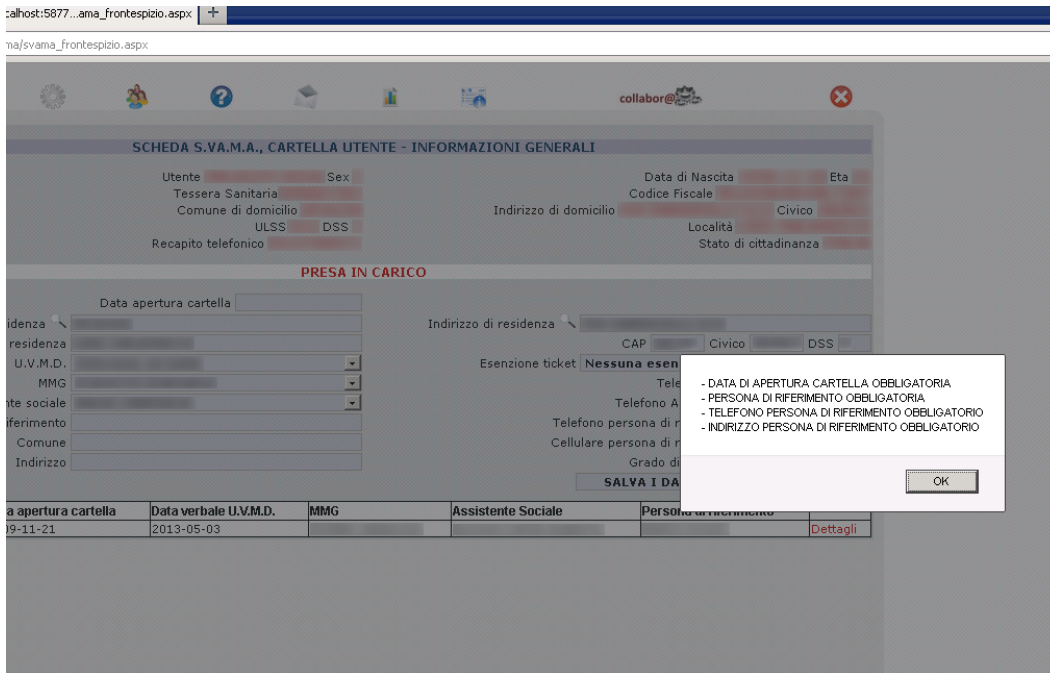 calhost:5877...ama_frontespizio.aspx
ma/svama_frontespizio.aspx
collabor@
SCHEDA S.VA.M.A., CARTELLA UTENTE - INFORMAZIONI GENERALI
Utente Sex Data di Nascita Eta
Tessera Sanitaria Codice Fiscale
Comune di domicilio Indirizzo di domicilio Civico
ULSS DSS Località
Recapito telefonico Stato di cittadinanza
PRESA IN CARICO
Data apertura cartella
idenza Indirizzo di residenza
residenza CAP Civico DSS
U.V.M.D. Esenzione ticket Nessuna esen
MMG Tele
nte sociale Telefono A
iferimento Telefono persona di r
Comune Cellulare persona di r
Indirizzo Grado di
SALVA I DA
- DATA DI APERTURA CARTELLA OBBLIGATORIA
- PERSONA DI RIFERIMENTO OBBLIGATORIA
- TELEFONO PERSONA DI RIFERIMENTO OBBLIGATORIO
- INDIRIZZO PERSONA DI RIFERIMENTO OBBLIGATORIO
OK
a apertura cartella Data verbale U.V.M.D. MMG Assistente Sociale Persona di riferimento
09-11-21 2013-05-03 Dettagli